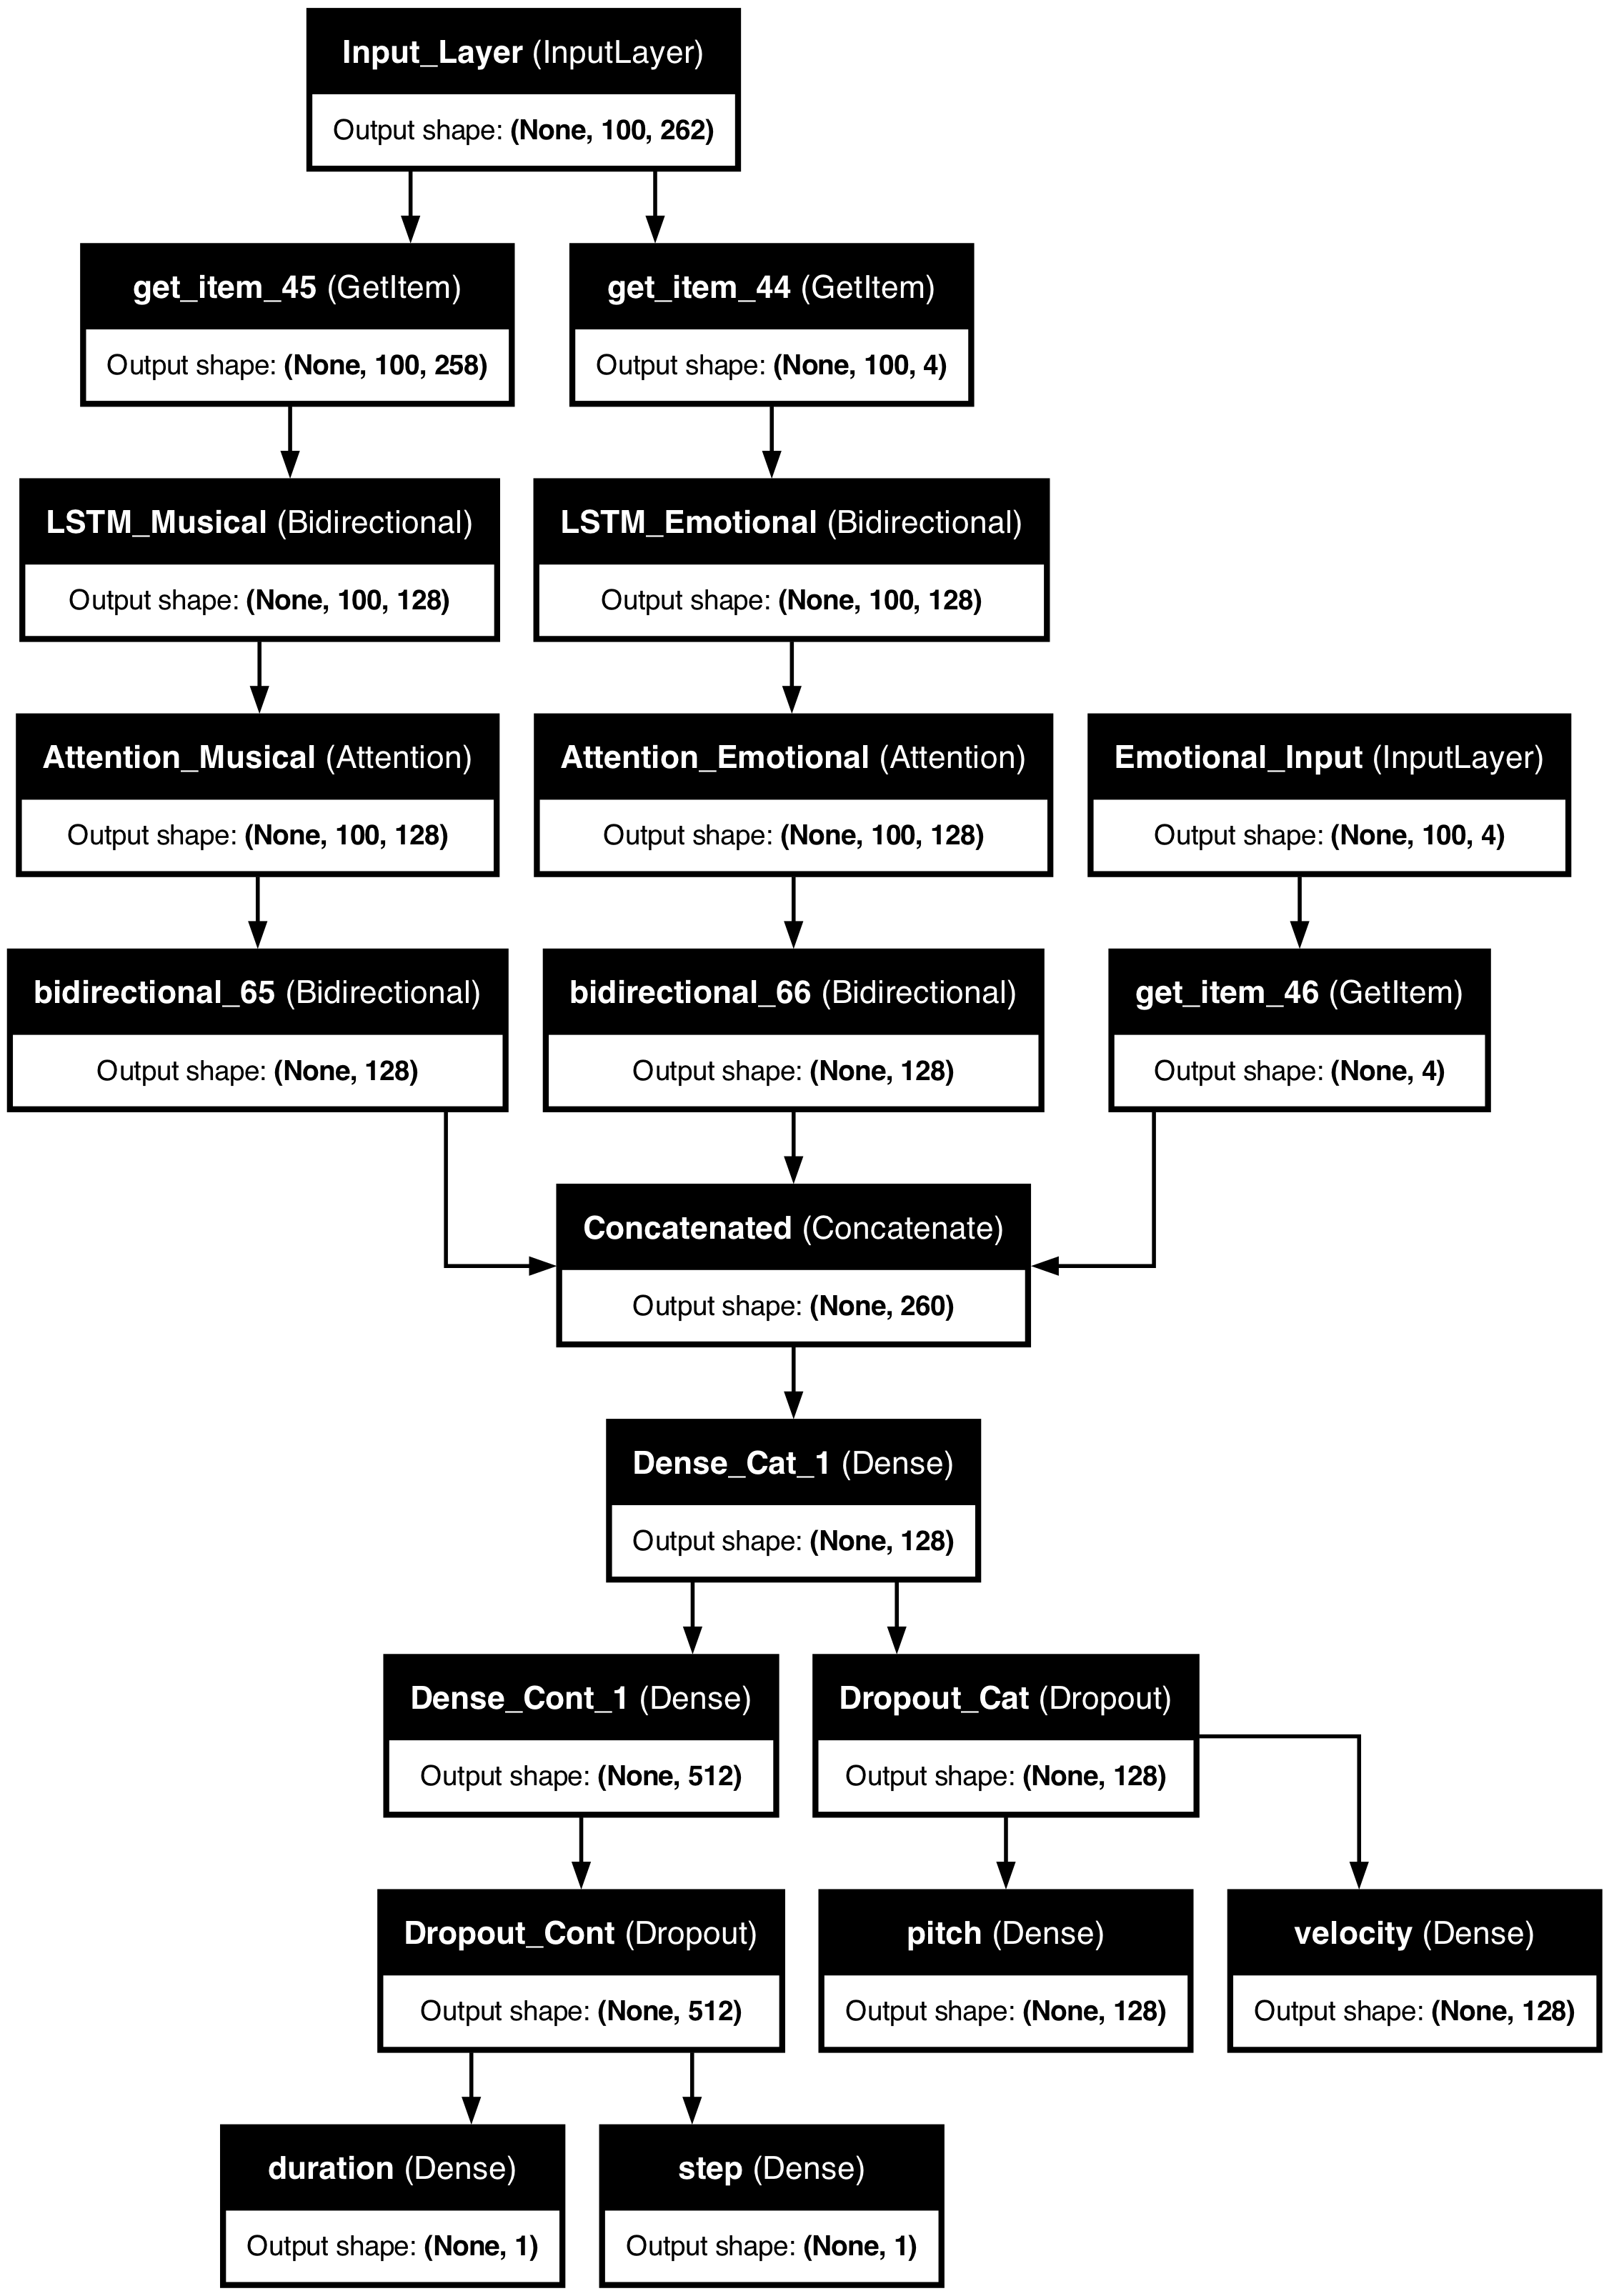 Input_Layer (InputLayer)
Output shape: (None, 100, 262)
get_item_45 (GetItem)
Output shape: (None, 100, 258)
get_item_44 (GetItem)
Output shape: (None, 100, 4)
LSTM_Musical (Bidirectional)
Output shape: (None, 100, 128)
LSTM_Emotional (Bidirectional)
Output shape: (None, 100, 128)
Attention_Musical (Attention)
Output shape: (None, 100, 128)
Attention_Emotional (Attention)
Output shape: (None, 100, 128)
Emotional_Input (InputLayer)
Output shape: (None, 100, 4)
bidirectional_65 (Bidirectional)
Output shape: (None, 128)
bidirectional_66 (Bidirectional)
Output shape: (None, 128)
get_item_46 (GetItem)
Output shape: (None, 4)
Concatenated (Concatenate)
Output shape: (None, 260)
Dense_Cat_1 (Dense)
Output shape: (None, 128)
Dense_Cont_1 (Dense)
Output shape: (None, 512)
Dropout_Cat (Dropout)
Output shape: (None, 128)
Dropout_Cont (Dropout)
Output shape: (None, 512)
pitch (Dense)
Output shape: (None, 128)
velocity (Dense)
Output shape: (None, 128)
duration (Dense)
Output shape: (None, 1)
step (Dense)
Output shape: (None, 1)